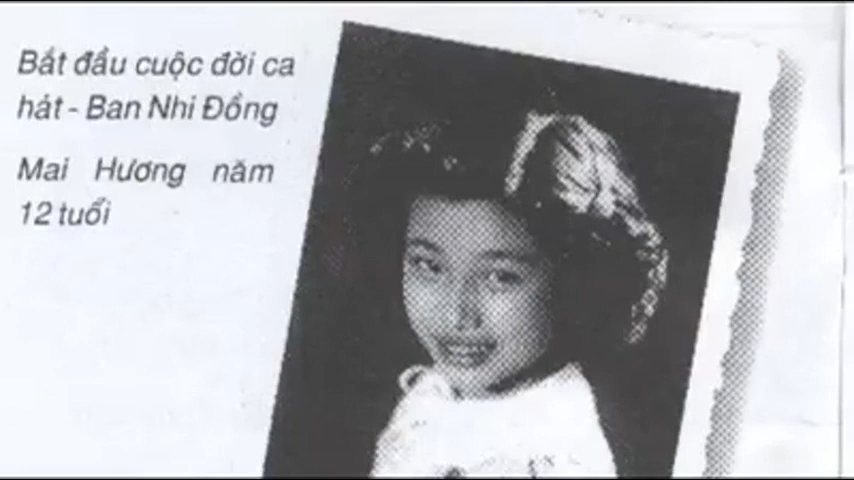 Bắt đầu cuộc đời ca
hát - Ban Nhi Đồng
Mai Hương năm
12 tuổi